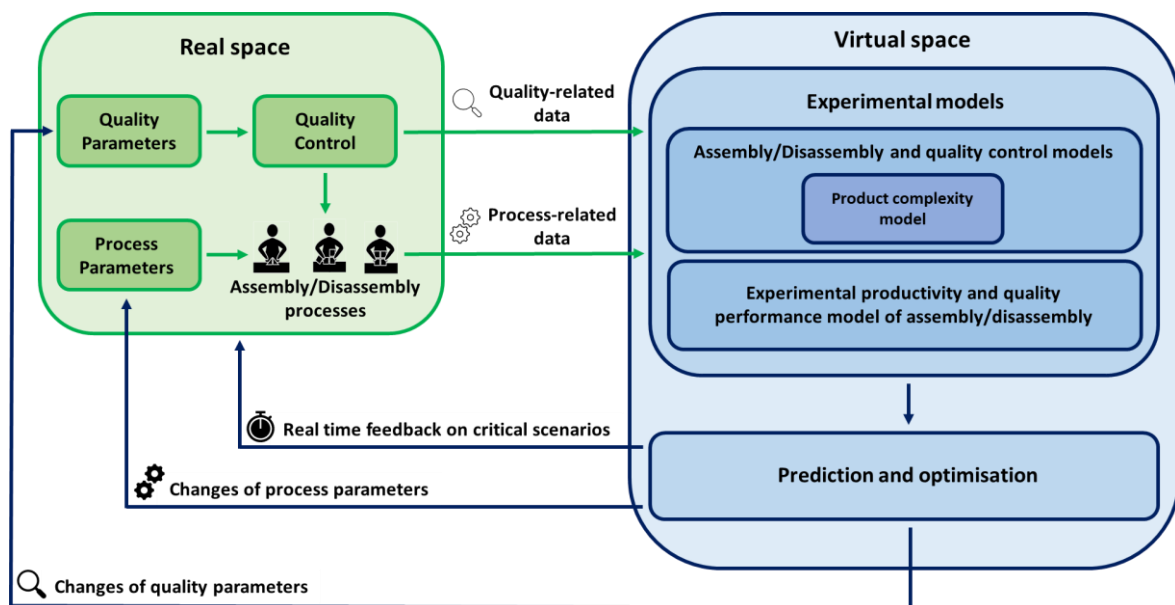 Real space
Quality
Parameters
Quality
Control
Process
Parameters
Assembly/Disassembly
processes
Quality-related
data
Process-related
data
Virtual space
Experimental models
Assembly/Disassembly and quality control models
Product complexity
model
Experimental productivity and quality
performance model of assembly/disassembly
Prediction and optimisation
Real time feedback on critical scenarios
Changes of process parameters
Changes of quality parameters